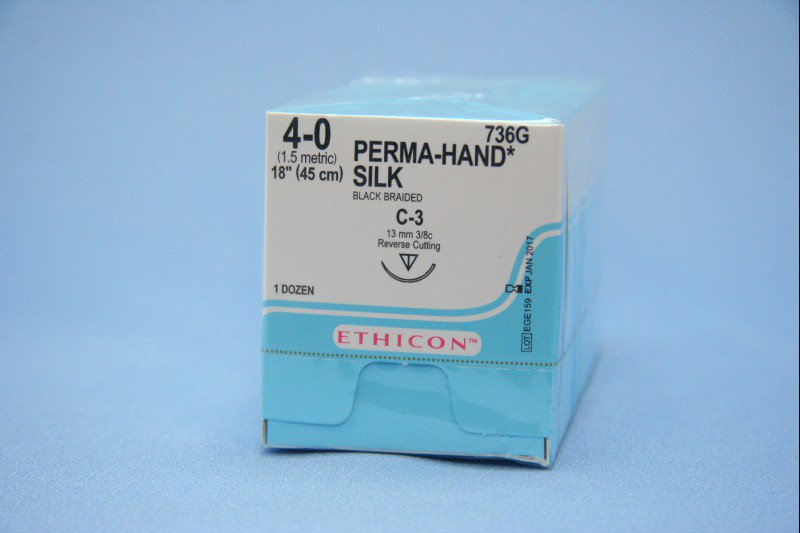 736G
4-0
(1.5 metric)
18" (45 cm)
PERMA-HAND*
SILK
BLACK BRAIDED
C-3
13 mm 3/8c
Reverse Cutting
1 DOZEN
LOT EGE159 EXP JAN 2017
ETHICON™